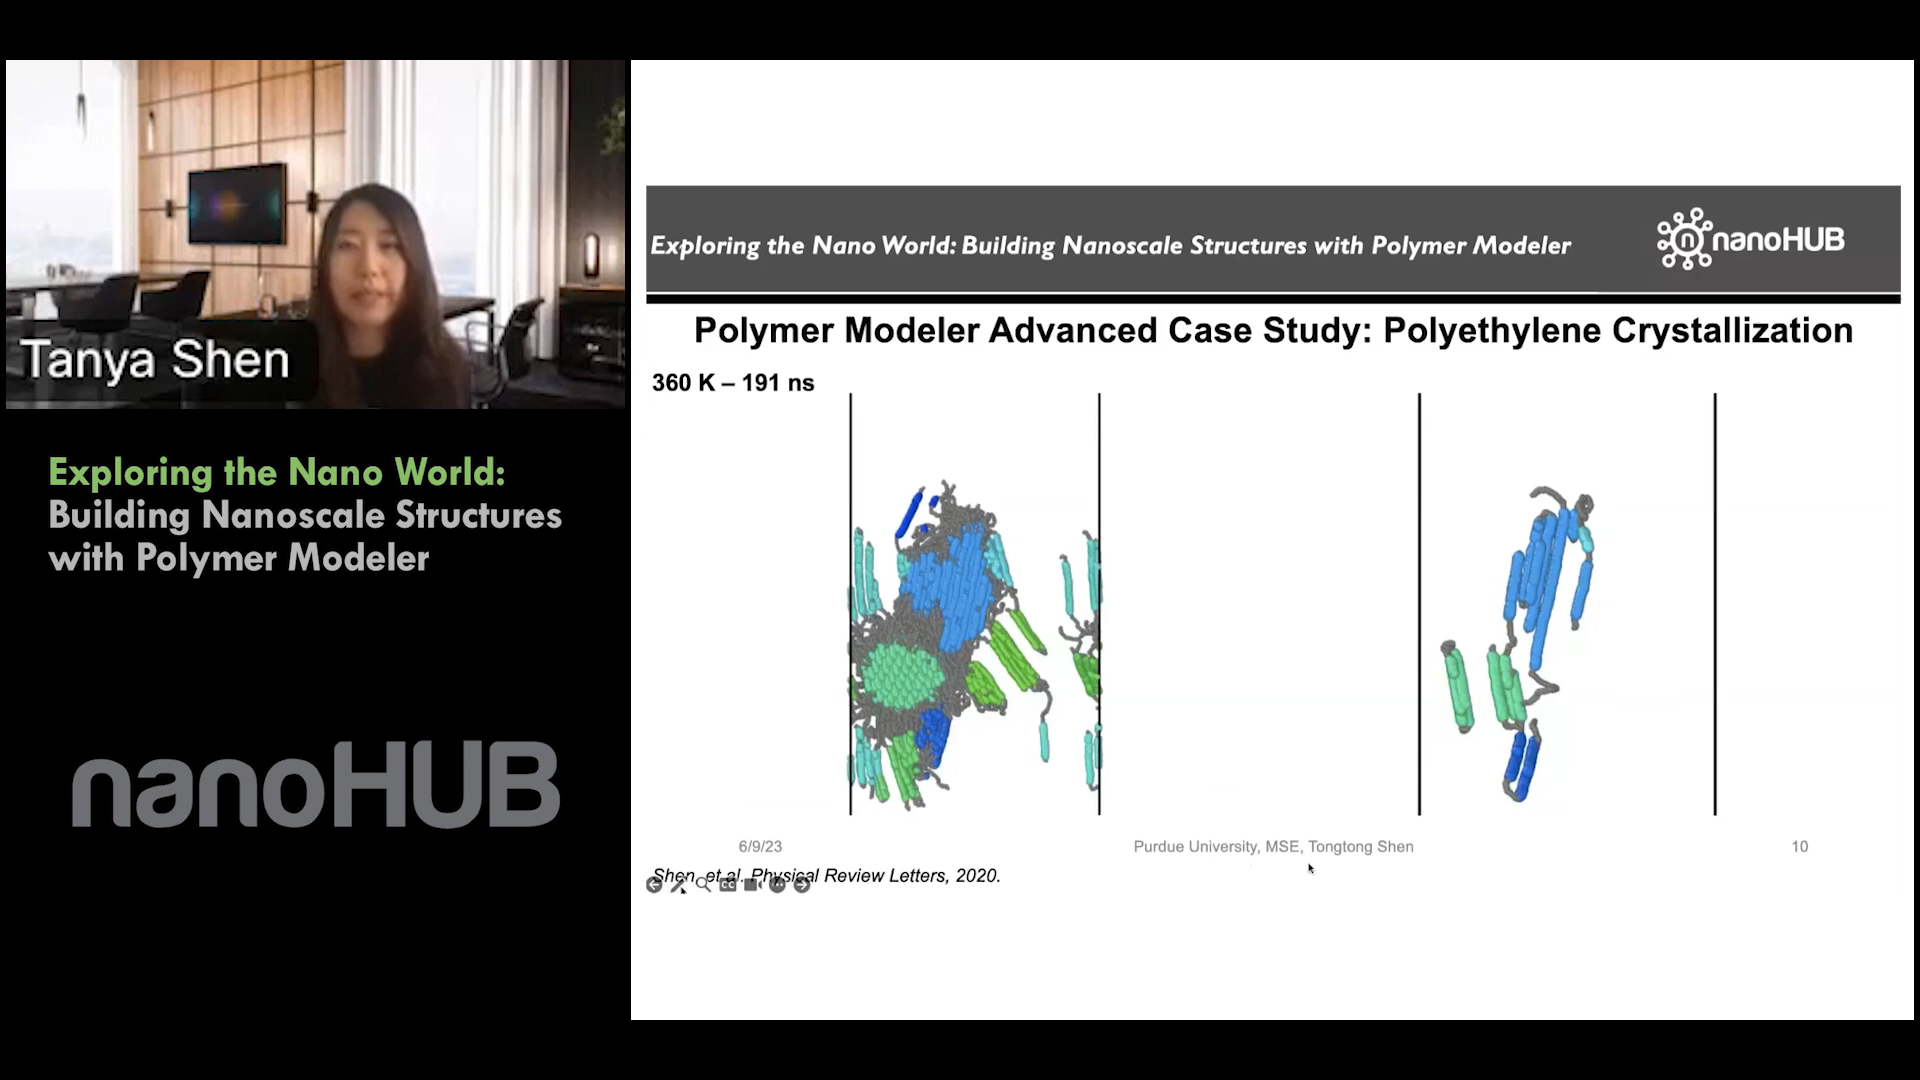 Tanya Shen
Exploring the Nano World:
Building Nanoscale Structures
with Polymer Modeler
nanoHUB
Exploring the Nano World: Building Nanoscale Structures with Polymer Modeler
n nanoHUB
Polymer Modeler Advanced Case Study: Polyethylene Crystallization
360 K – 191 ns
6/9/23
Purdue University, MSE, Tongtong Shen
10
Shen, et al. Physical Review Letters, 2020.
CC